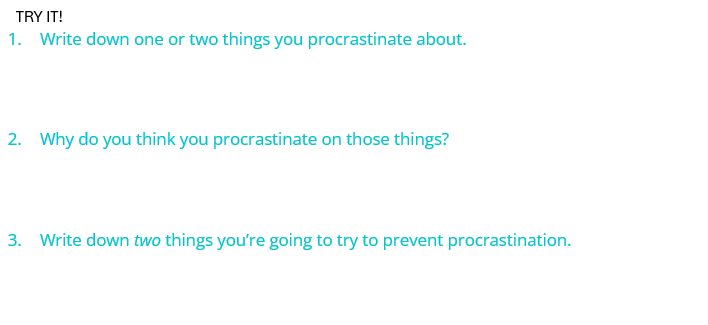 TRY IT!
1. Write down one or two things you procrastinate about.
2. Why do you think you procrastinate on those things?
3. Write down two things you’re going to try to prevent procrastination.